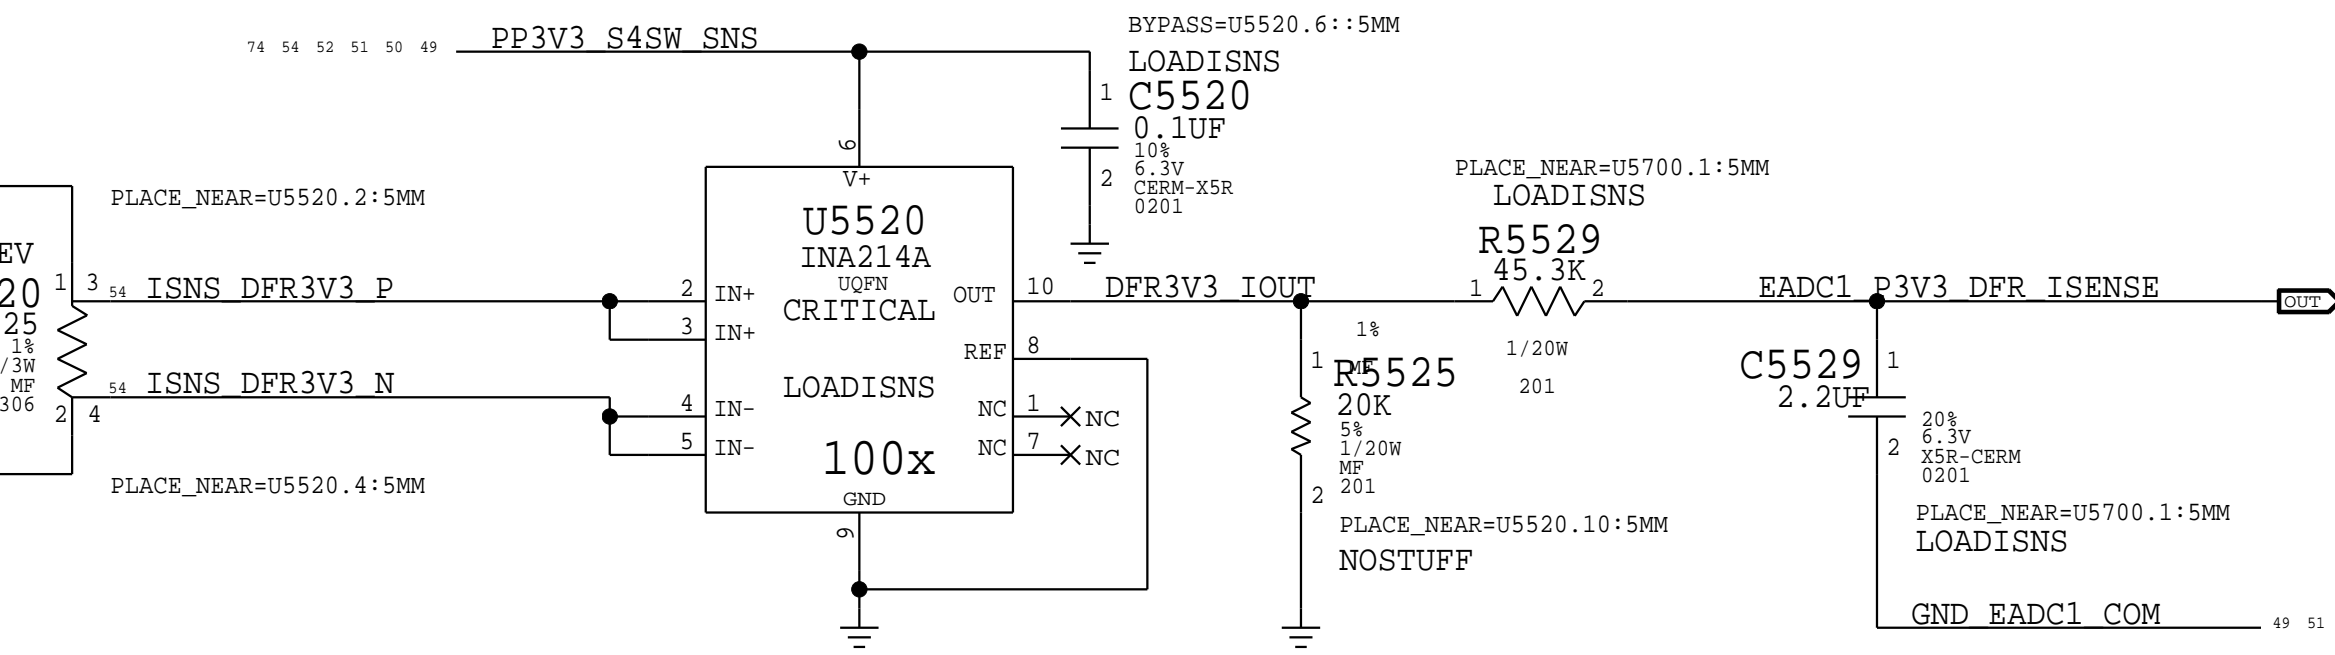 BYPASS=U5520.6::5MM
74 54 52 51 50 49 PP3V3_S4SW_SNS
LOADISNS
1 C5520
0.1UF
10%
6.3V
2 CERM-X5R
0201
6
V+
PLACE_NEAR=U5520.2:5MM
U5520
INA214A
UQFN
CRITICAL
LOADISNS
100x
GND
9
EV
20
25
1%
/3W
MF
306
1 3 54 ISNS_DFR3V3_P
2 4 54 ISNS_DFR3V3_N
PLACE_NEAR=U5520.4:5MM
2 IN+
3 IN+
4 IN-
5 IN-
OUT 10 DFR3V3_IOUT
REF 8
NC 1 NC
NC 7 NC
PLACE_NEAR=U5700.1:5MM
LOADISNS
R5529
45.3K
1 2
1%
1/20W
MF
201
1 R5525
20K
5%
1/20W
MF
2 201
PLACE_NEAR=U5520.10:5MM
NOSTUFF
EADC1_P3V3_DFR_ISENSE
OUT
C5529 1
2.2UF
20%
6.3V
2 X5R-CERM
0201
PLACE_NEAR=U5700.1:5MM
LOADISNS
GND_EADC1_COM 49 51